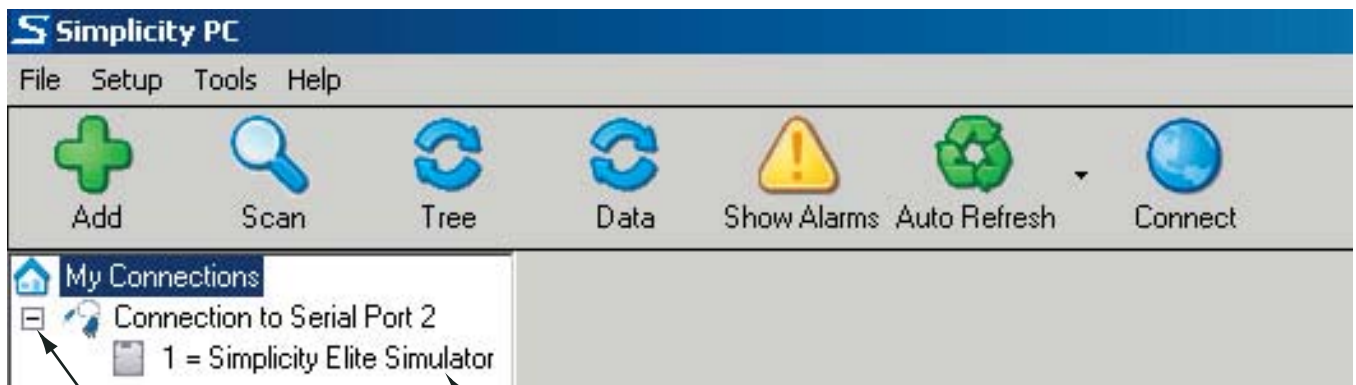 Simplicity PC
File Setup Tools Help
Add Scan Tree Data Show Alarms Auto Refresh Connect
My Connections
Connection to Serial Port 2
1 = Simplicity Elite Simulator